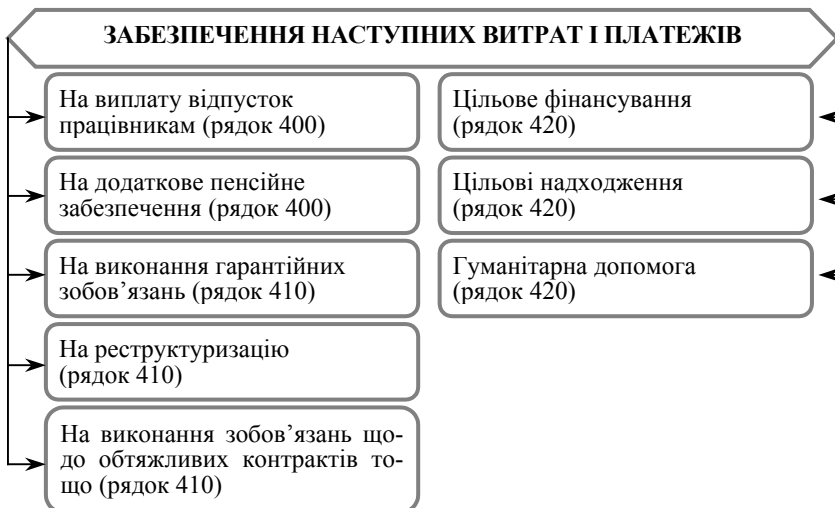 ЗАБЕЗПЕЧЕННЯ НАСТУПНИХ ВИТРАТ І ПЛАТЕЖІВ
На виплату відпусток
працівникам (рядок 400)
На додаткове пенсійне
забезпечення (рядок 400)
На виконання гарантійних
зобов’язань (рядок 410)
На реструктуризацію
(рядок 410)
На виконання зобов’язань що-
до обтяжливих контрактів то-
що (рядок 410)
Цільове фінансування
(рядок 420)
Цільові надходження
(рядок 420)
Гуманітарна допомога
(рядок 420)